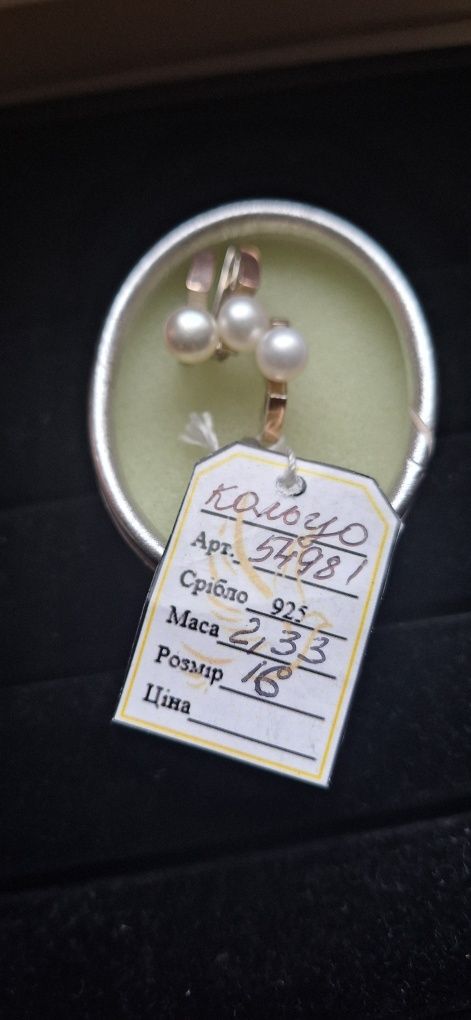 кольцо
Арт. 54981
Срібло 925
Маса 2,33
Розмір 16
Ціна